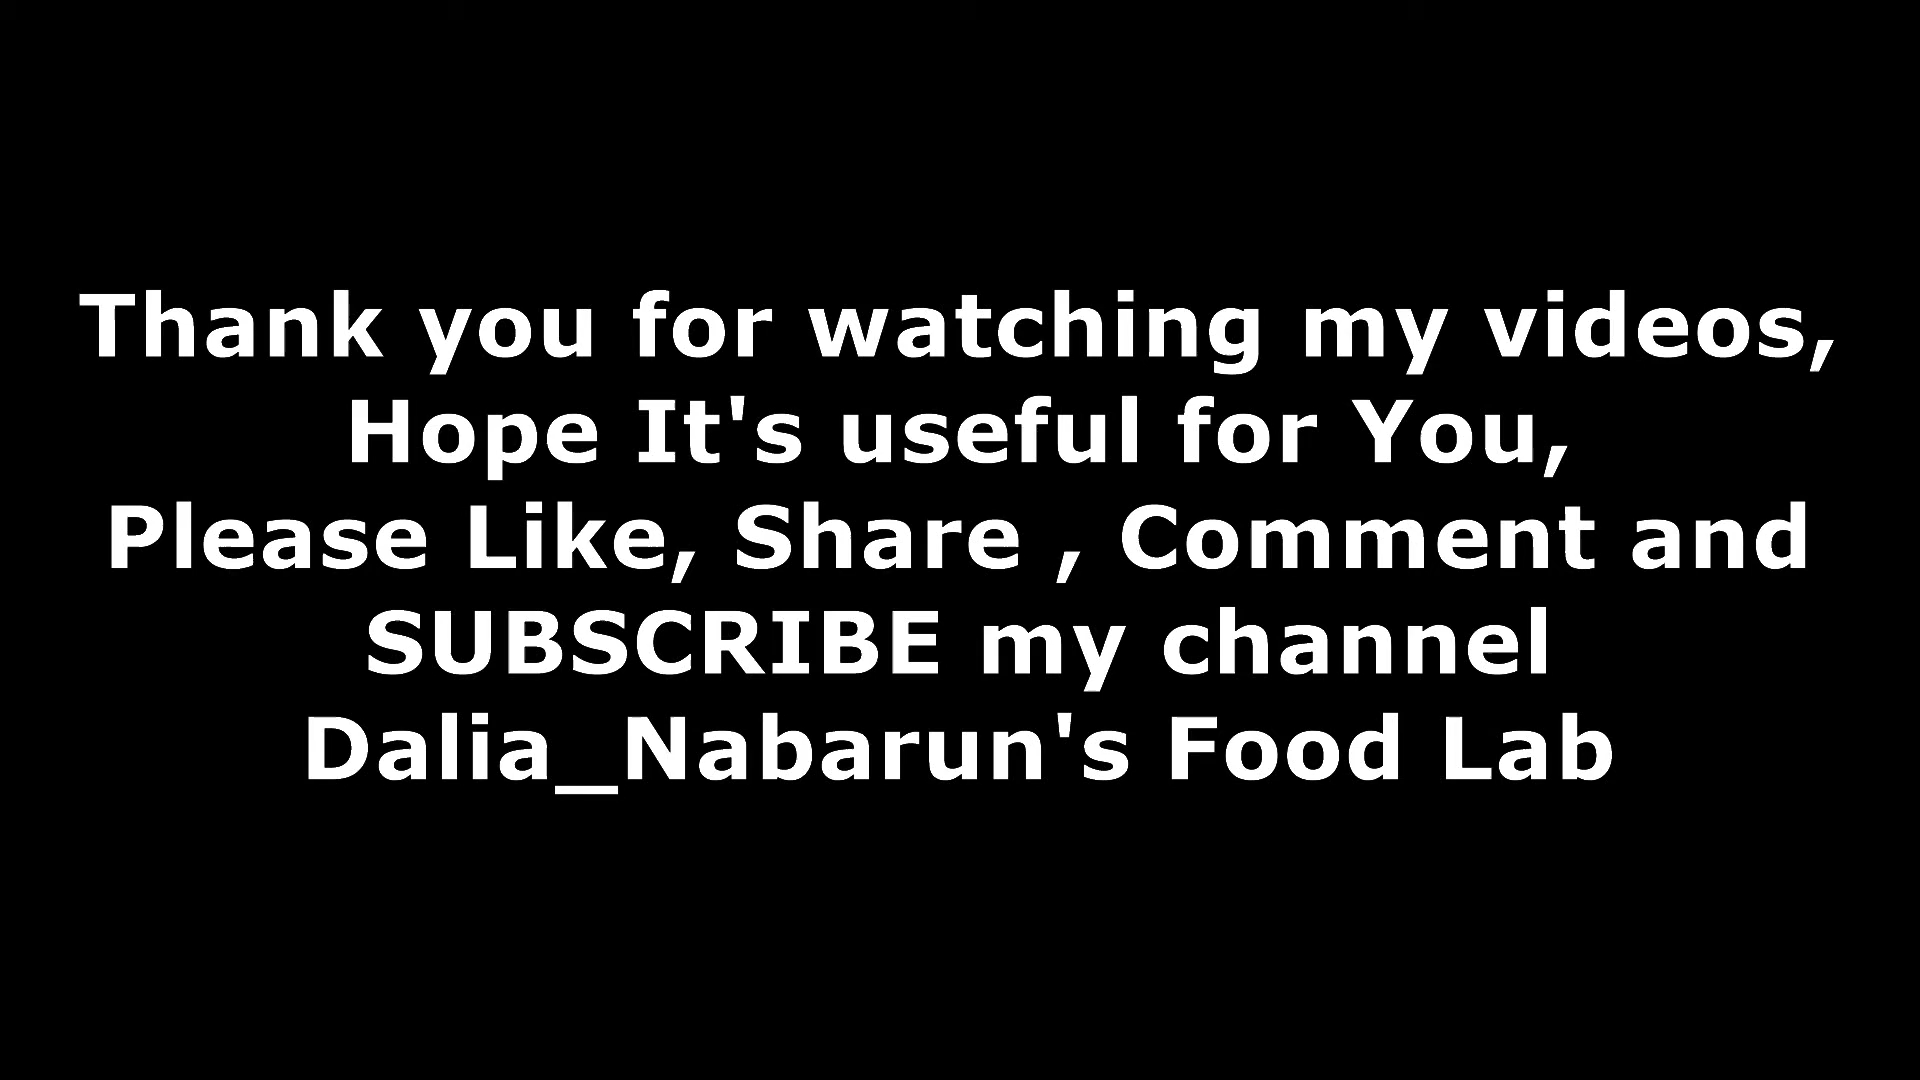 Thank you for watching my videos,
Hope It's useful for You,
Please Like, Share , Comment and
SUBSCRIBE my channel
Dalia_Nabarun's Food Lab